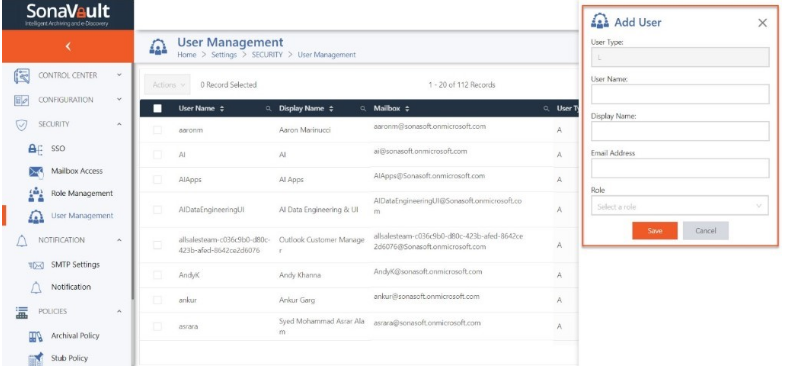 SonaVault
Intelligent Archiving and e-Discovery
CONTROL CENTER
CONFIGURATION
SECURITY
SSO
Mailbox Access
Role Management
User Management
NOTIFICATION
SMTP Settings
Notification
POLICIES
Archival Policy
Stub Policy
User Management
Home > Settings > SECURITY > User Management
Actions 0 Record Selected 1 - 20 of 112 Records
User Name Display Name Mailbox User Ty
aaronm Aaron Marinucci aaronm@sonasoft.onmicrosoft.com A
AI AI ai@sonasoft.onmicrosoft.com A
AIApps AI Apps AIApps@Sonasoft.onmicrosoft.com A
AIDataEngineeringUI AI Data Engineering & UI AIDataEngineeringUI@Sonasoft.onmicrosoft.co
m A
allsalesteam-c036c9b0-d80c- Outlook Customer Manage allsalesteam-c036c9b0-d80c-423b-afed-8642ce
423b-afed-8642ce2d6076 r 2d6076@Sonasoft.onmicrosoft.com A
AndyK Andy Khanna AndyK@sonasoft.onmicrosoft.com A
ankur Ankur Garg ankur@sonasoft.onmicrosoft.com A
asrara Syed Mohammad Asrar Ala asrara@sonasoft.onmicrosoft.com A
m
Add User
User Type:
User Name:
Display Name:
Email Address
Role
Select a role
Save Cancel